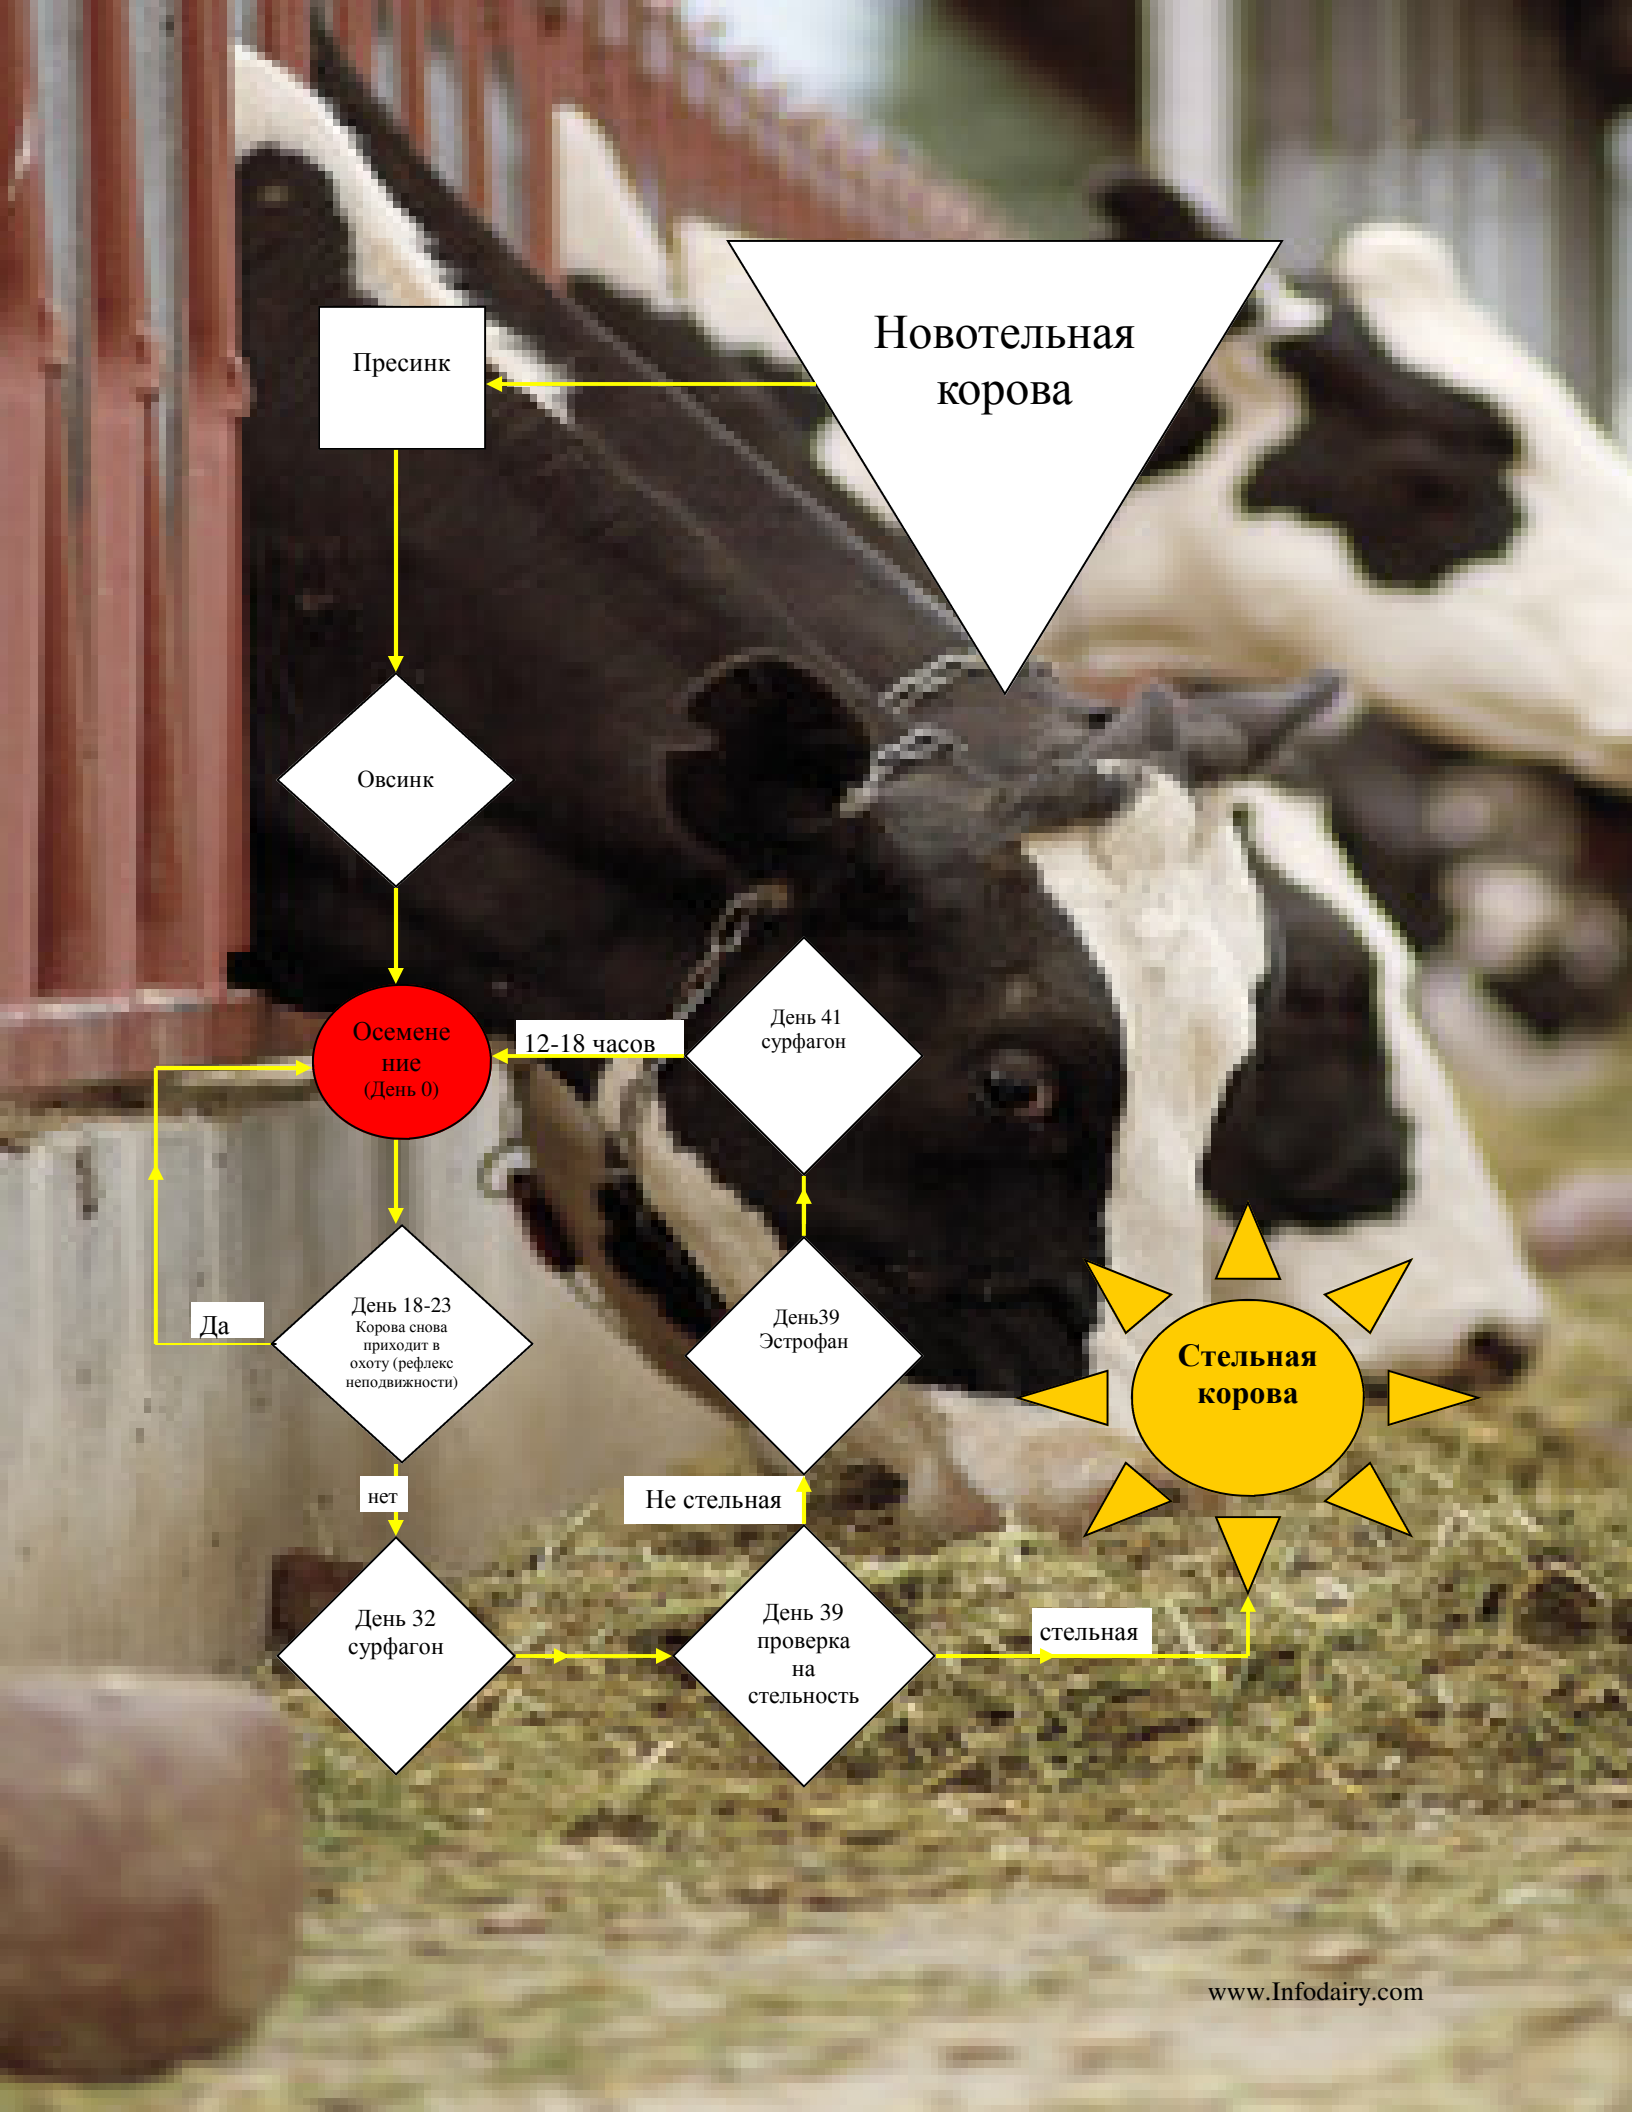 Новотельная
корова
Пресинк
Овсинк
Осемене
ние
(День 0)
12-18 часов
День 41
сурфагон
День 18-23
Корова снова
приходит в
охоту (рефлекс
неподвижности)
Да
День39
Эстрофан
Стельная
корова
нет
Не стельная
День 32
сурфагон
День 39
проверка
на
стельность
стельная
www.Infodairy.com